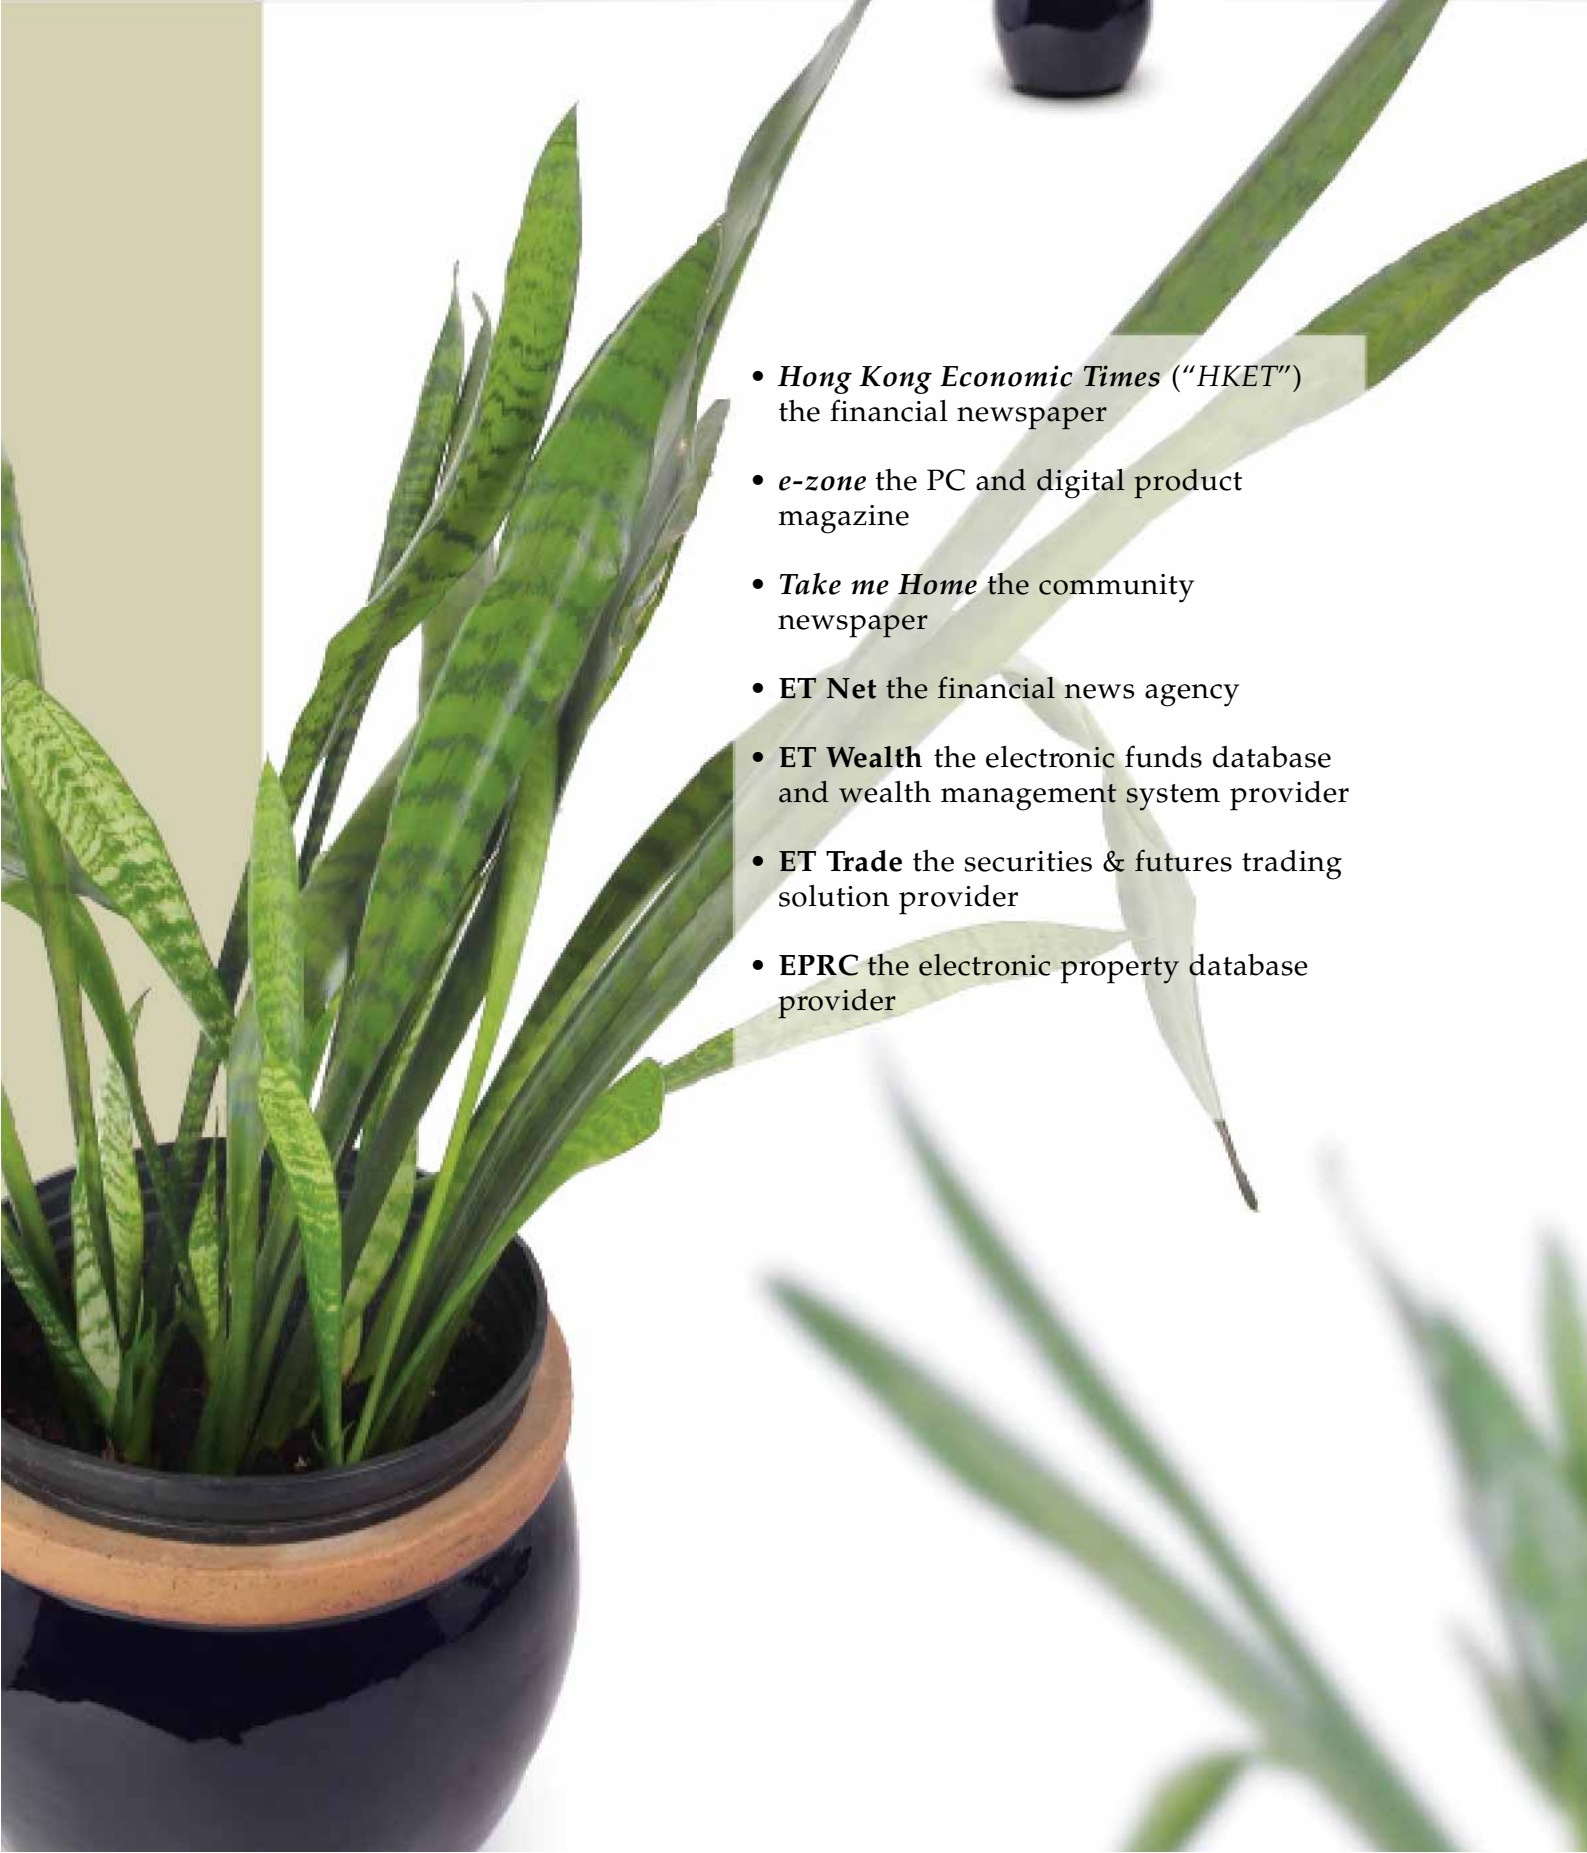 • Hong Kong Economic Times (“HKET”)
the financial newspaper
• e-zone the PC and digital product
magazine
• Take me Home the community
newspaper
• ET Net the financial news agency
• ET Wealth the electronic funds database
and wealth management system provider
• ET Trade the securities & futures trading
solution provider
• EPRC the electronic property database
provider